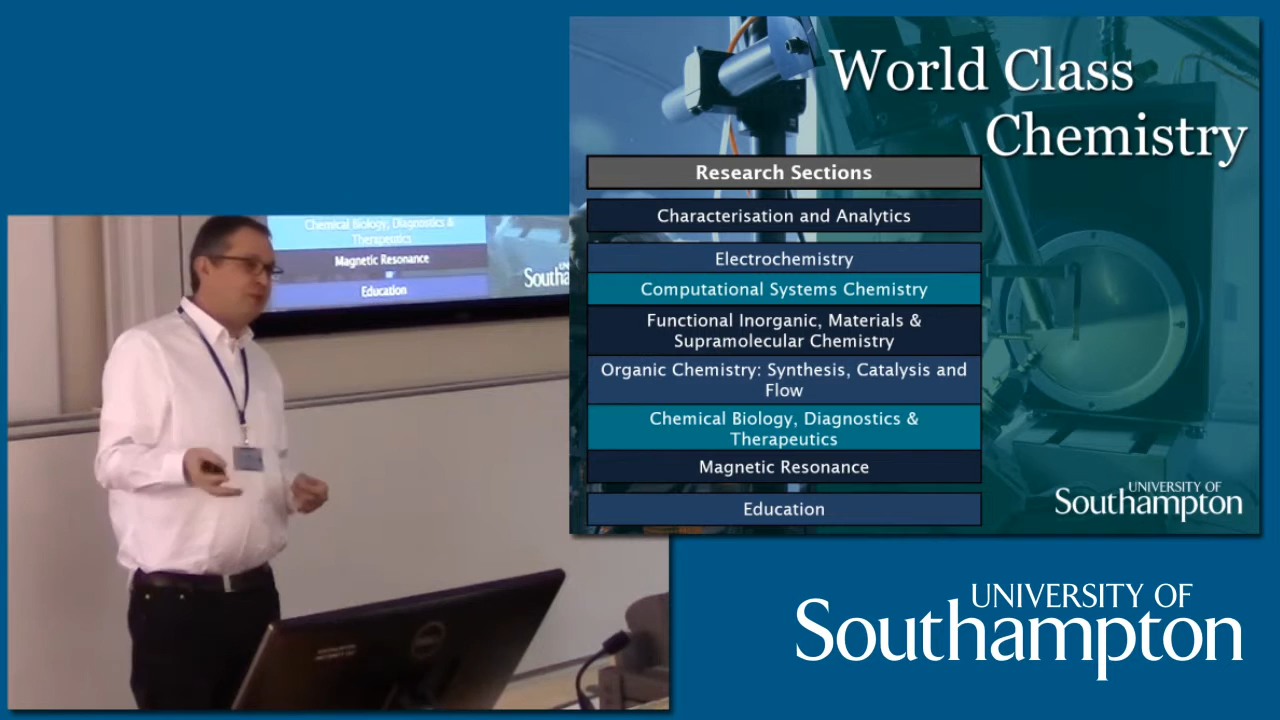 World Class
Chemistry
Research Sections
Characterisation and Analytics
Electrochemistry
Computational Systems Chemistry
Functional Inorganic, Materials &
Supramolecular Chemistry
Organic Chemistry: Synthesis, Catalysis and
Flow
Chemical Biology, Diagnostics &
Therapeutics
Magnetic Resonance
Education
UNIVERSITY OF
Southampton
Chemical Biology, Diagnostics &
Therapeutics
Magnetic Resonance
Education
DELL
UNIVERSITY OF
Southampton